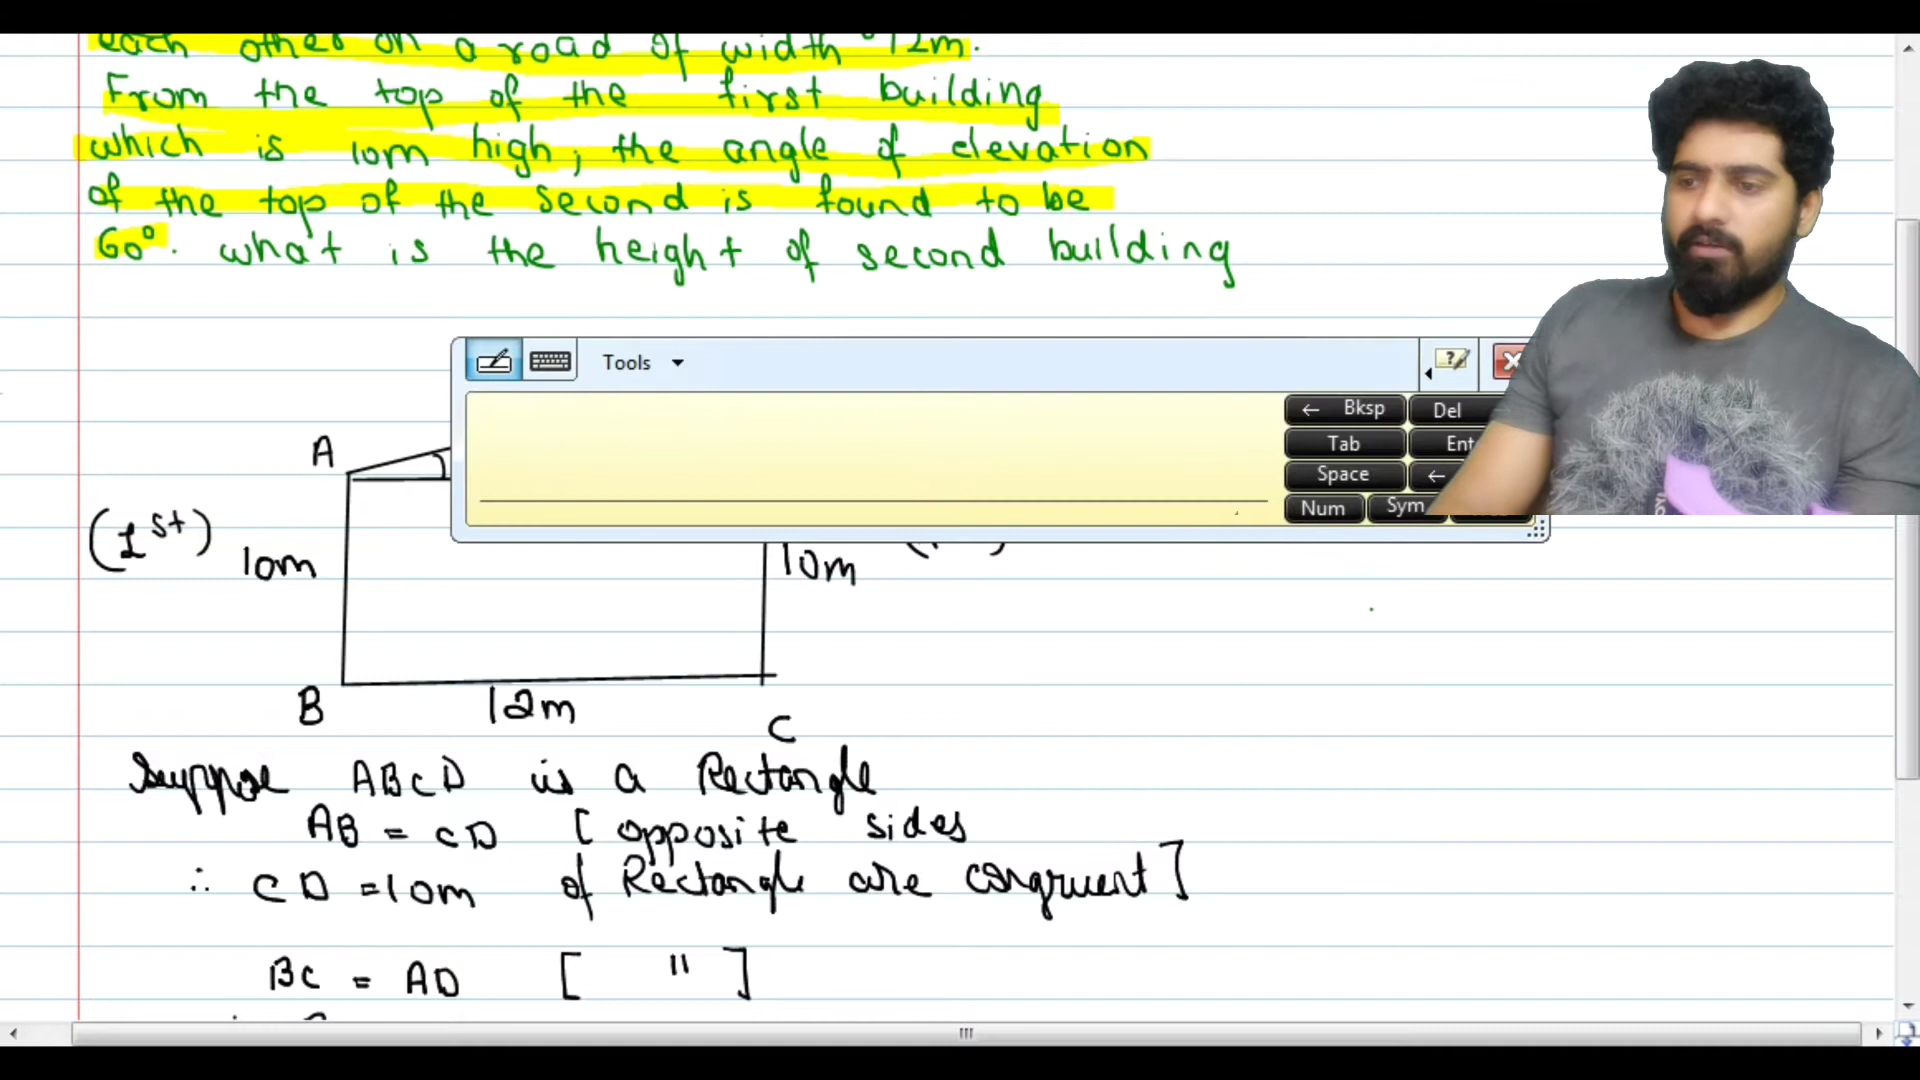 each other on a road of width 12m.
From the top of the first building
which is 10m high, the angle of elevation
of the top of the second is found to be
60°. what is the height of second building
Tools
← Bksp
Del
Tab
Ent
Space
←
Num
Sym
A
(1st)
10m
10m
B
12m
C
Suppose ABCD is a Rectangle
AB = CD [ opposite sides
∴ CD = 10m of Rectangle are congruent ]
BC = AD [ " ]